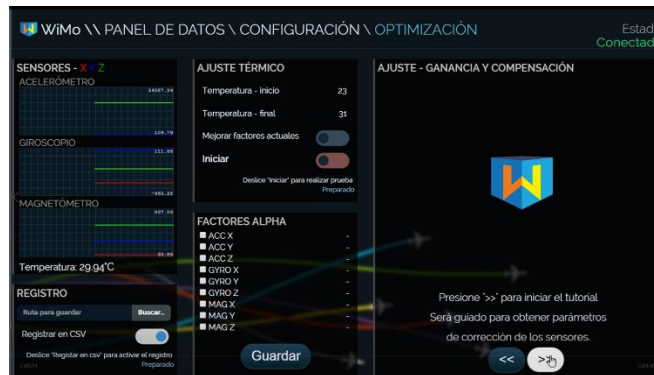 WiMo \\ PANEL DE DATOS \ CONFIGURACIÓN \ OPTIMIZACIÓN
Estad
Conectad
SENSORES - X Y Z
ACELERÓMETRO
GIROSCOPIO
MAGNETÓMETRO
Temperatura: 29.94°C
REGISTRO
Ruta para guardar
Buscar...
Registrar en CSV
Deslice "Registar en csv" para activar el registro
Preparado
AJUSTE TÉRMICO
Temperatura - inicio 23
Temperatura - final 31
Mejorar factores actuales
Iniciar
Deslice "Iniciar" para realizar prueba
Preparado
FACTORES ALPHA
ACC X -
ACC Y -
ACC Z -
GYRO X -
GYRO Y -
GYRO Z -
MAG X -
MAG Y -
MAG Z -
Guardar
AJUSTE - GANANCIA Y COMPENSACIÓN
Presione ">>" para iniciar el tutorial
Será guiado para obtener parámetros
de corrección de los sensores.
<< >>